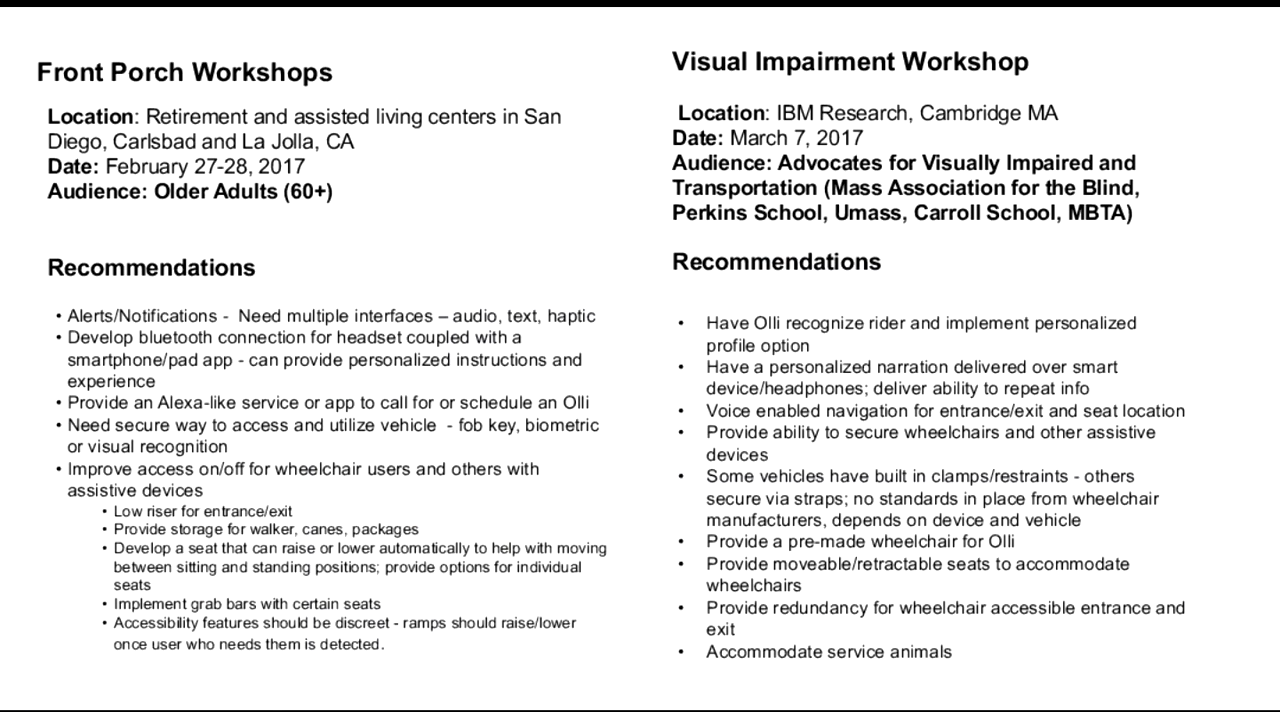 Front Porch Workshops
Location: Retirement and assisted living centers in San
Diego, Carlsbad and La Jolla, CA
Date: February 27-28, 2017
Audience: Older Adults (60+)
Recommendations
• Alerts/Notifications -  Need multiple interfaces – audio, text, haptic
• Develop bluetooth connection for headset coupled with a
smartphone/pad app - can provide personalized instructions and
experience
• Provide an Alexa-like service or app to call for or schedule an Olli
• Need secure way to access and utilize vehicle  - fob key, biometric
or visual recognition
• Improve access on/off for wheelchair users and others with
assistive devices
• Low riser for entrance/exit
• Provide storage for walker, canes, packages
• Develop a seat that can raise or lower automatically to help with moving
between sitting and standing positions; provide options for individual
seats
• Implement grab bars with certain seats
• Accessibility features should be discreet - ramps should raise/lower
once user who needs them is detected.
Visual Impairment Workshop
Location: IBM Research, Cambridge MA
Date: March 7, 2017
Audience: Advocates for Visually Impaired and
Transportation (Mass Association for the Blind,
Perkins School, Umass, Carroll School, MBTA)
Recommendations
• Have Olli recognize rider and implement personalized
profile option
• Have a personalized narration delivered over smart
device/headphones; deliver ability to repeat info
• Voice enabled navigation for entrance/exit and seat location
• Provide ability to secure wheelchairs and other assistive
devices
• Some vehicles have built in clamps/restraints - others
secure via straps; no standards in place from wheelchair
manufacturers, depends on device and vehicle
• Provide a pre-made wheelchair for Olli
• Provide moveable/retractable seats to accommodate
wheelchairs
• Provide redundancy for wheelchair accessible entrance and
exit
• Accommodate service animals